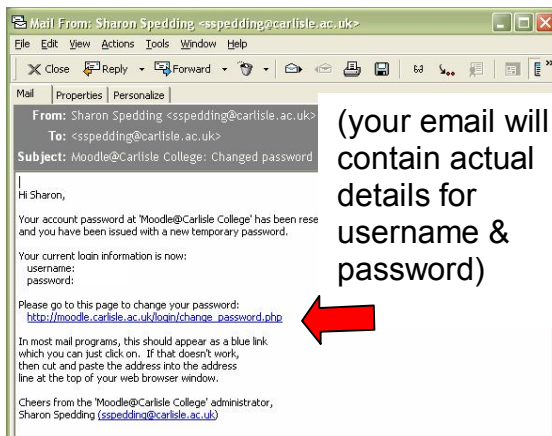 Mail From: Sharon Spedding <sspedding@carlisle.ac.uk>
File Edit View Actions Tools Window Help
Close Reply Forward
Mail Properties Personalize
From: Sharon Spedding <sspedding@carlisle.ac.uk>
To: <sspedding@carlisle.ac.uk>
Subject: Moodle@Carlisle College: Changed password
Hi Sharon,
Your account password at 'Moodle@Carlisle College' has been rese
and you have been issued with a new temporary password.
Your current login information is now:
username:
password:
Please go to this page to change your password:
http://moodle.carlisle.ac.uk/login/change_password.php
In most mail programs, this should appear as a blue link
which you can just click on. If that doesn't work,
then cut and paste the address into the address
line at the top of your web browser window.
Cheers from the 'Moodle@Carlisle College' administrator,
Sharon Spedding (sspedding@carlisle.ac.uk)
(your email will
contain actual
details for
username &
password)